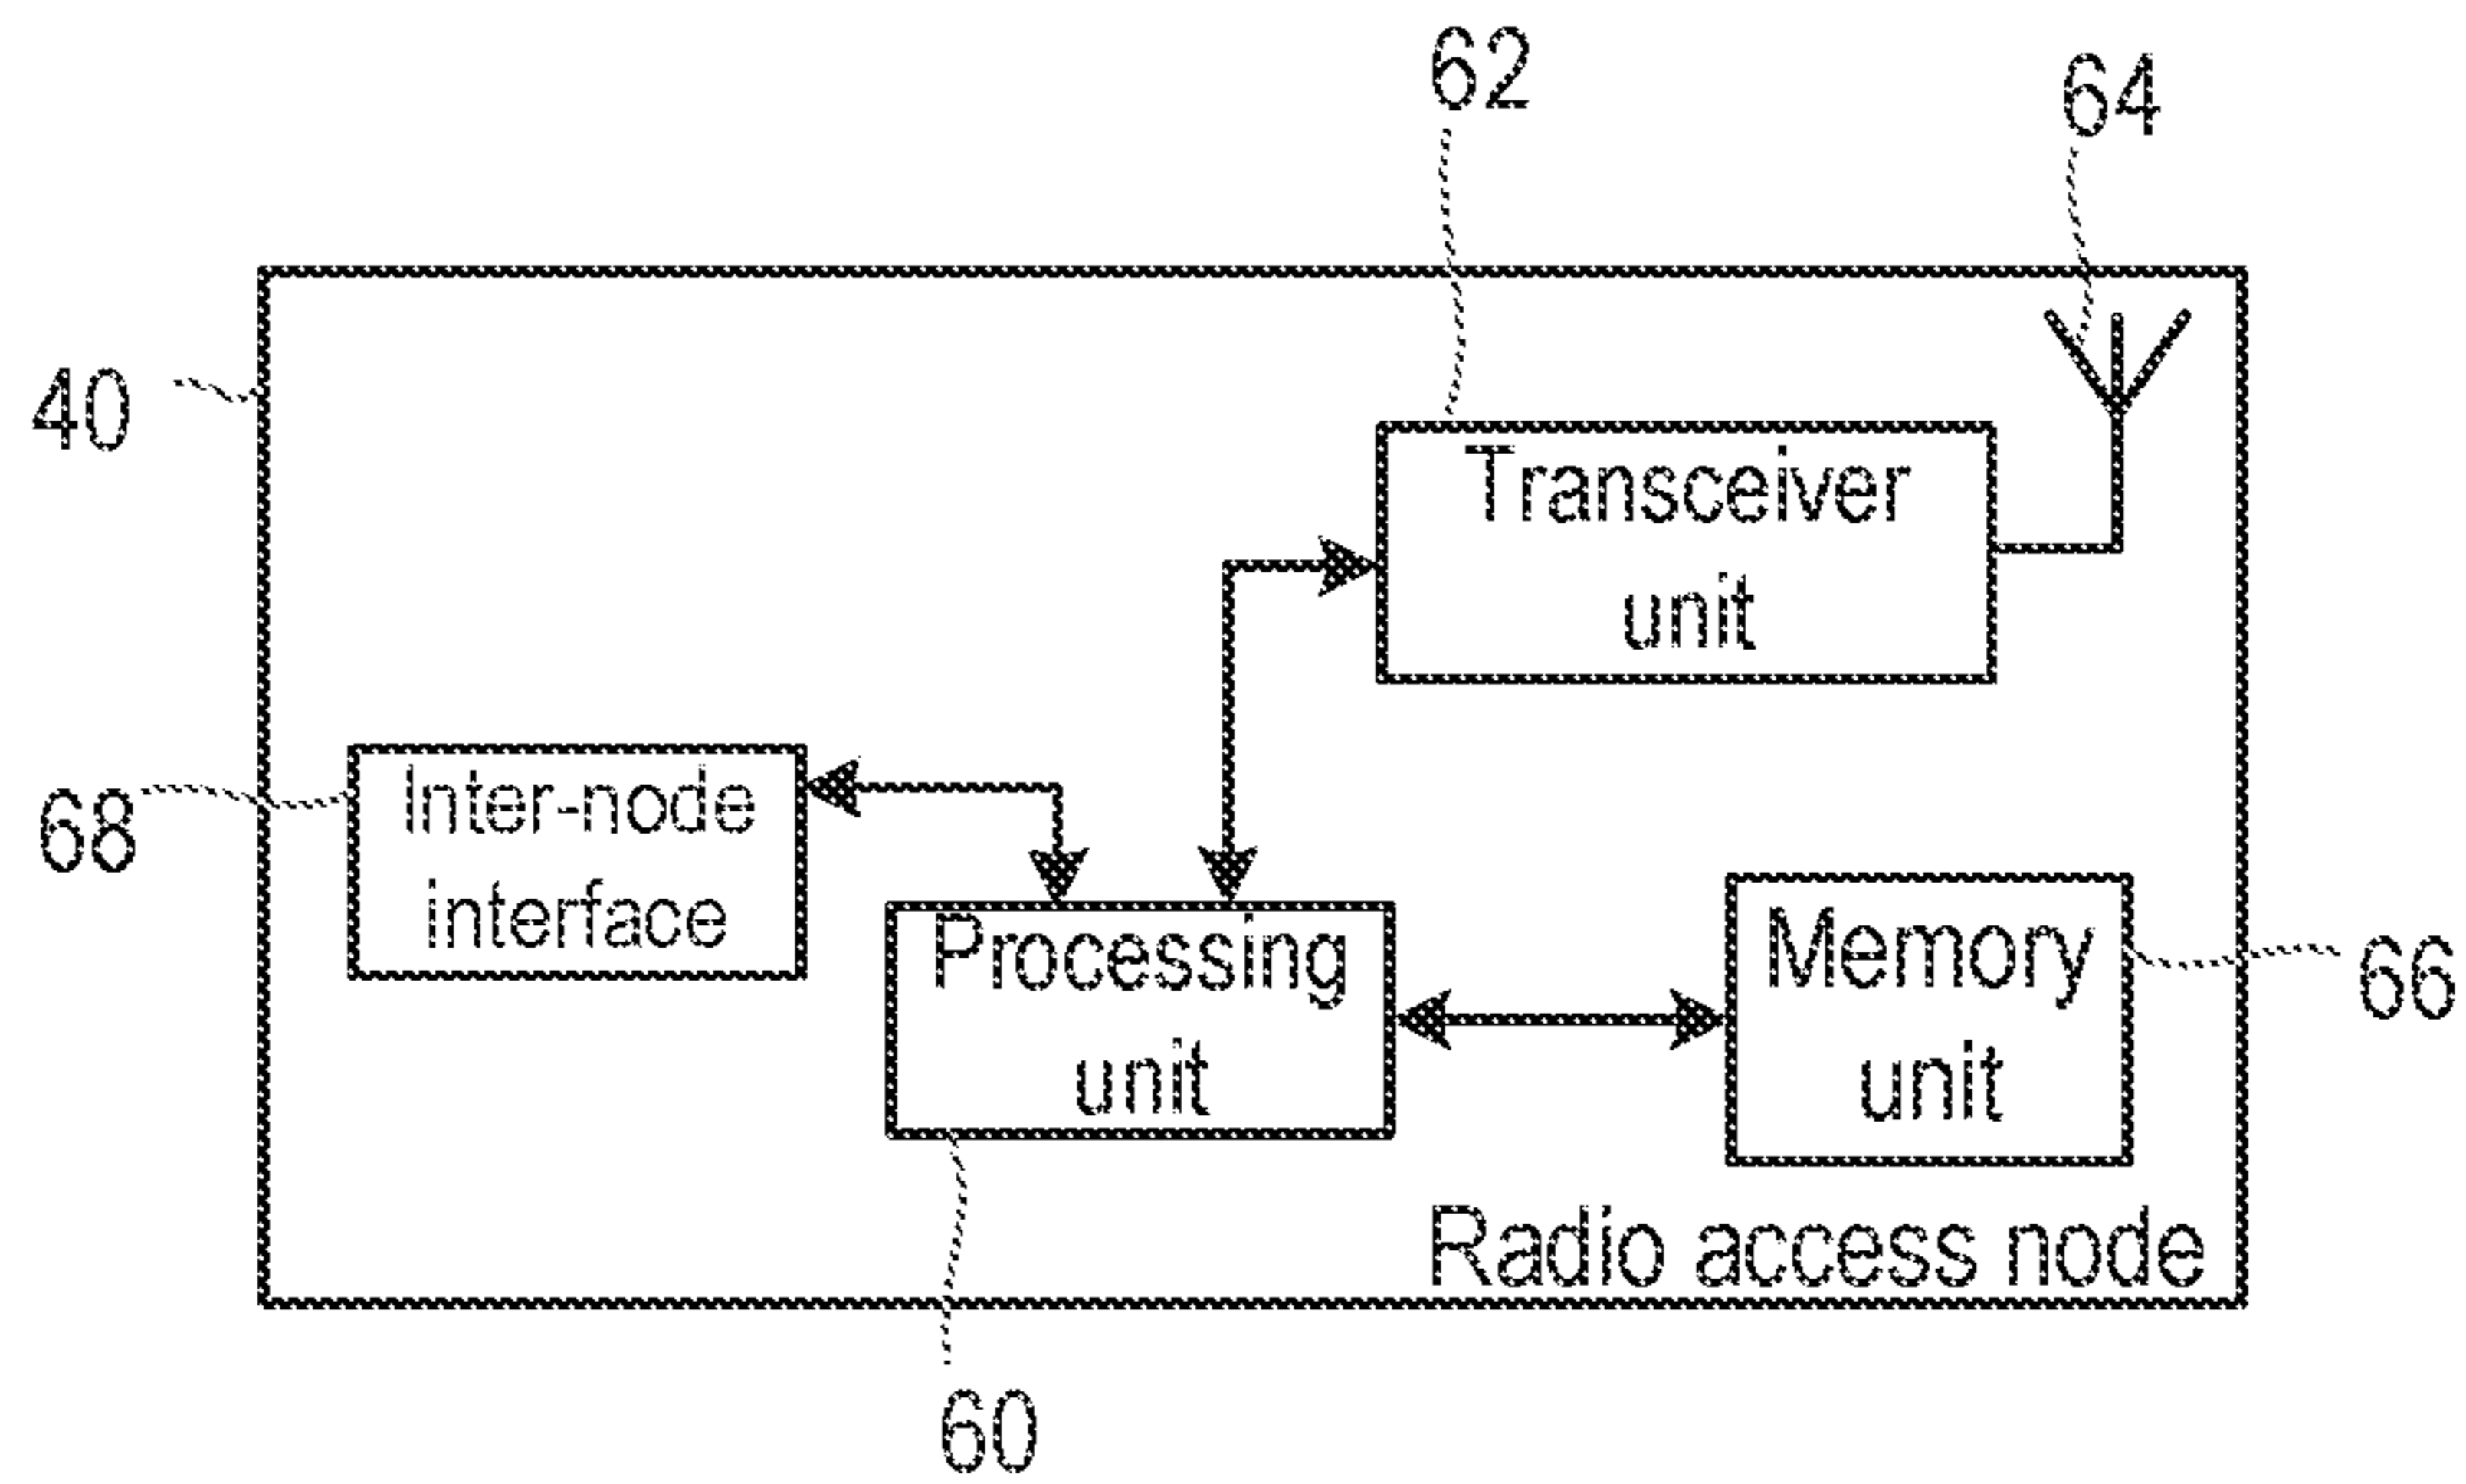 62
64
40
Transceiver
unit
68
Inter-node
interface
Processing
unit
Memory
unit
66
Radio access node
60